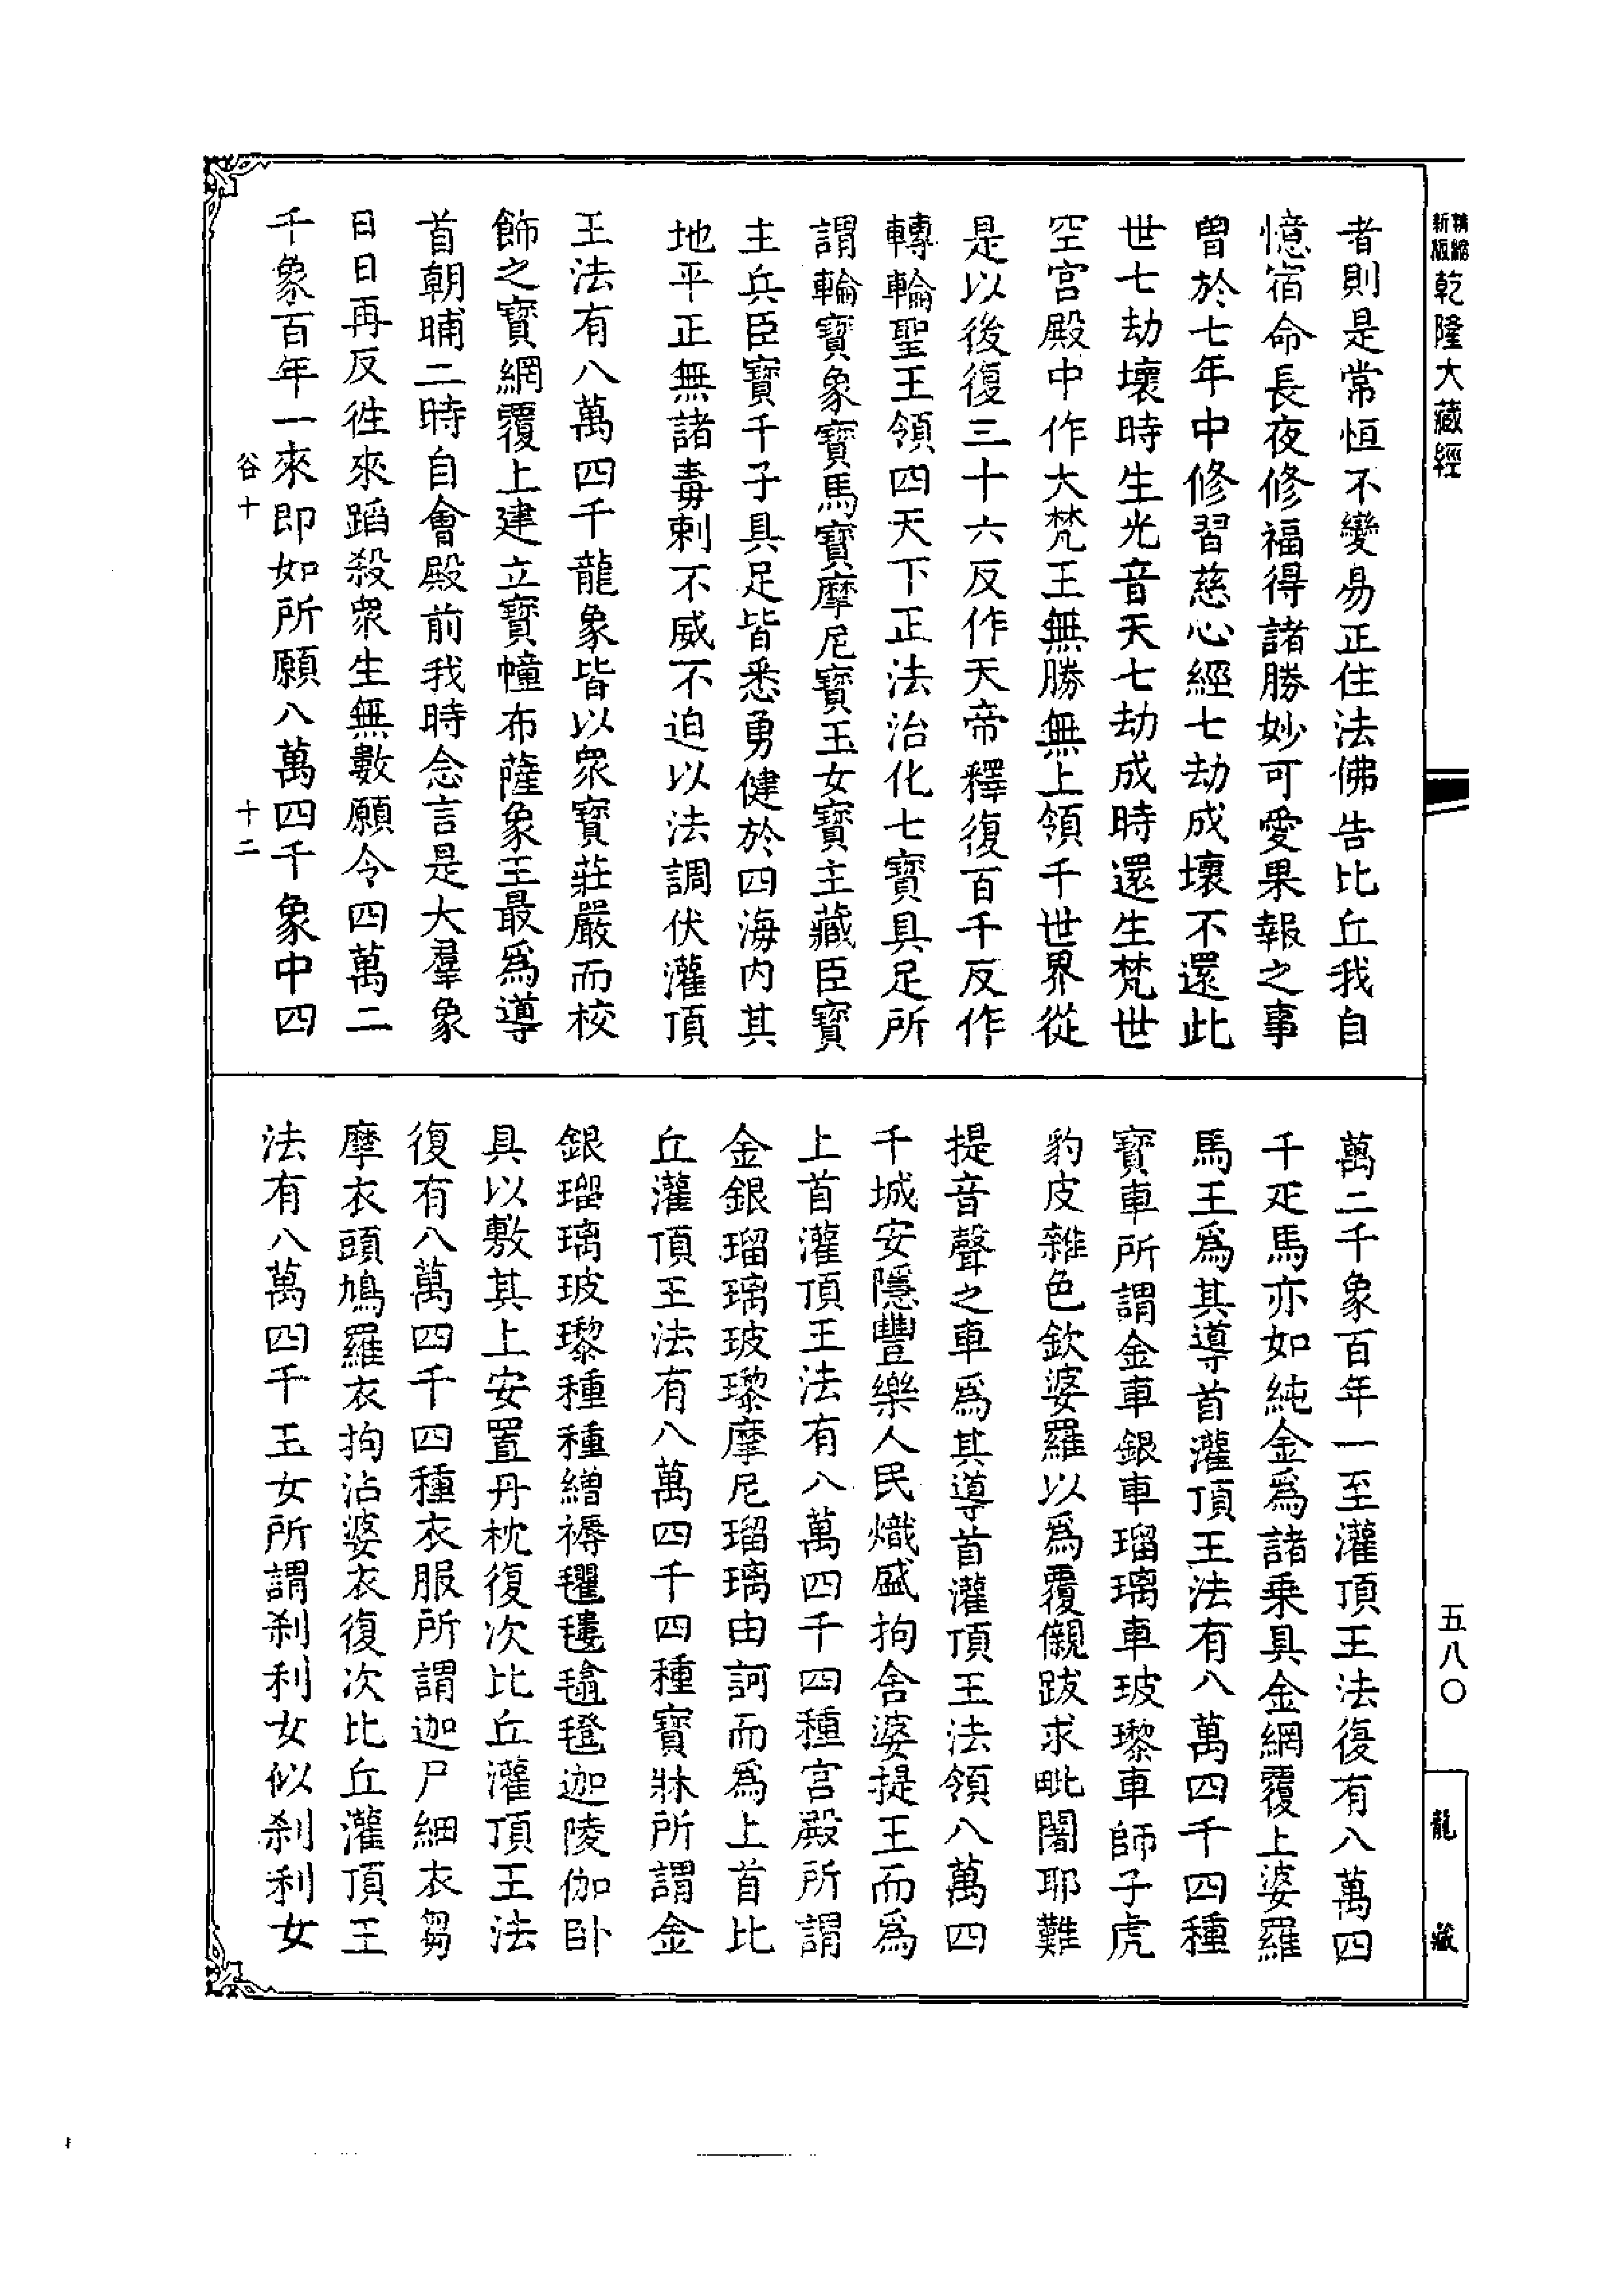 精縮新版乾隆大藏經
者則是常恒不變易正住法佛告比丘我自
憶宿命長夜修福得諸勝妙可愛果報之事
曾於七年中修習慈心經七劫成壞不還此
世七劫壞時生光音天七劫成時還生梵世
空宮殿中作大梵王無勝無上領千世界從
是以後復三十六反作天帝釋復百千反作
轉輪聖王領四天下正法治化七寶具足所
謂輪寶象寶馬寶摩尼寶玉女寶主藏臣寶
主兵臣寶千子具足皆悉勇健於四海內其
地平正無諸毒刺不威不迫以法調伏灌頂
王法有八萬四千龍象皆以眾寶莊嚴而校
飾之寶網覆上建立寶幢布薩象王最為導
首朝晡二時自會殿前我時念言是大羣象
日日再反徃來蹈殺眾生無數願令四萬二
千象百年一來即如所願八萬四千象中四
谷十
十二
萬二千象百年一至灌頂王法復有八萬四
千疋馬亦如純金為諸乘具金網覆上婆羅
馬王為其導首灌頂王法有八萬四千四種
寶車所謂金車銀車瑠璃車玻瓈車師子虎
豹皮雜色欽婆羅以為覆儭跋求毗闍耶難
提音聲之車為其導首灌頂王法領八萬四
千城安隱豐樂人民熾盛拘舍婆提王而為
上首灌頂王法有八萬四千四種宮殿所謂
金銀瑠璃玻瓈摩尼瑠璃由訶而為上首比
丘灌頂王法有八萬四千四種寶牀所謂金
銀瑠璃玻瓈種種繒褥氍毹毾㲪迦陵伽卧
具以敷其上安置丹枕復次比丘灌頂王法
復有八萬四千四種衣服所謂迦尸細衣芻
摩衣頭鳩羅衣拘沾婆衣復次比丘灌頂王
法有八萬四千玉女所謂剎利女似剎利女
五八〇
龍藏